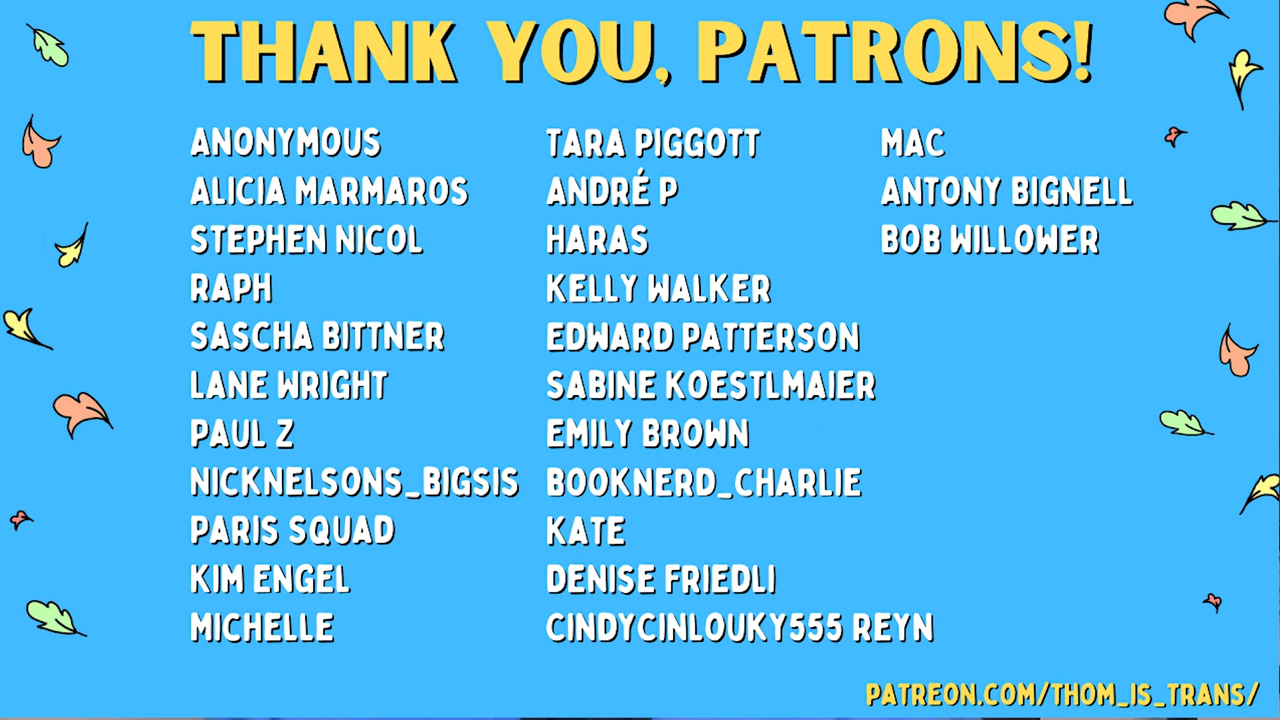 THANK YOU, PATRONS!
ANONYMOUS
ALICIA MARMAROS
STEPHEN NICOL
RAPH
SASCHA BITTNER
LANE WRIGHT
PAUL Z
NICKNELSONS_BIGSIS
PARIS SQUAD
KIM ENGEL
MICHELLE
TARA PIGGOTT
ANDRÉ P
HARAS
KELLY WALKER
EDWARD PATTERSON
SABINE KOESTLMAIER
EMILY BROWN
BOOKNERD_CHARLIE
KATE
DENISE FRIEDLI
CINDYCINLOUKY555 REYN
MAC
ANTONY BIGNELL
BOB WILLOWER
PATREON.COM/THOM_IS_TRANS/